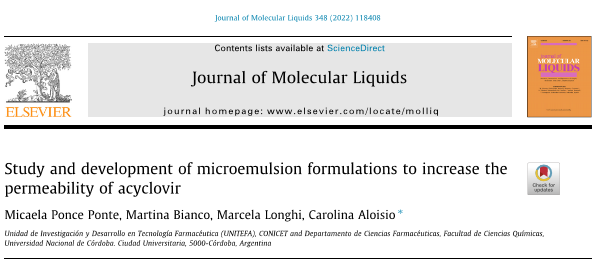 Journal of Molecular Liquids 348 (2022) 118408
Contents lists available at ScienceDirect
Journal of Molecular Liquids
journal homepage: www.elsevier.com/locate/molliq
ELSEVIER
MOLECULAR
LIQUIDS
Study and development of microemulsion formulations to increase the
permeability of acyclovir
Check for
updates
Micaela Ponce Ponte, Martina Bianco, Marcela Longhi, Carolina Aloisio *
Unidad de Investigación y Desarrollo en Tecnología Farmacéutica (UNITEFA), CONICET and Departamento de Ciencias Farmacéuticas, Facultad de Ciencias Químicas,
Universidad Nacional de Córdoba. Ciudad Universitaria, 5000-Córdoba, Argentina